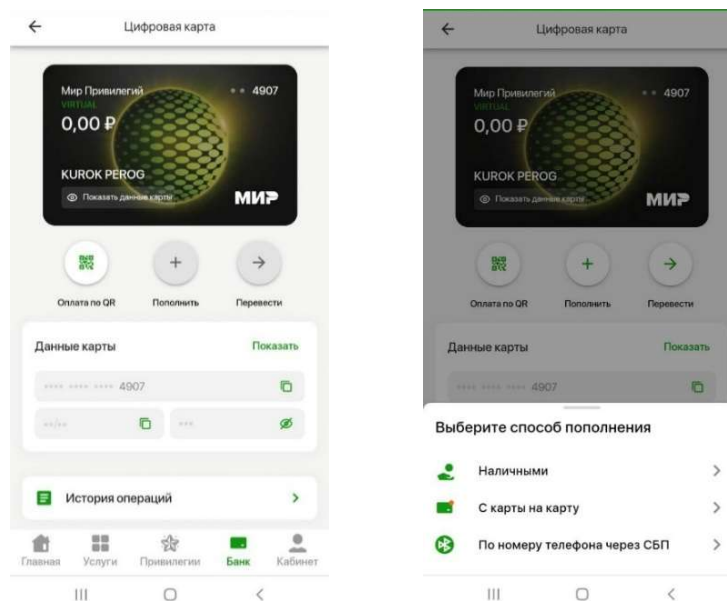 Цифровая карта
Мир Привилегий •• 4907
VIRTUAL
0,00 ₽
KUROK PEROG
Показать данные карты
МИР
Оплата по QR Пополнить Перевести
Данные карты Показать
•••• •••• •••• 4907
••/•• •••
История операций
Главная Услуги Привилегии Банк Кабинет
Цифровая карта
Мир Привилегий •• 4907
VIRTUAL
0,00 ₽
KUROK PEROG
Показать данные карты
МИР
Оплата по QR Пополнить Перевести
Данные карты Показать
•••• •••• •••• 4907
Выберите способ пополнения
Наличными
С карты на карту
По номеру телефона через СБП